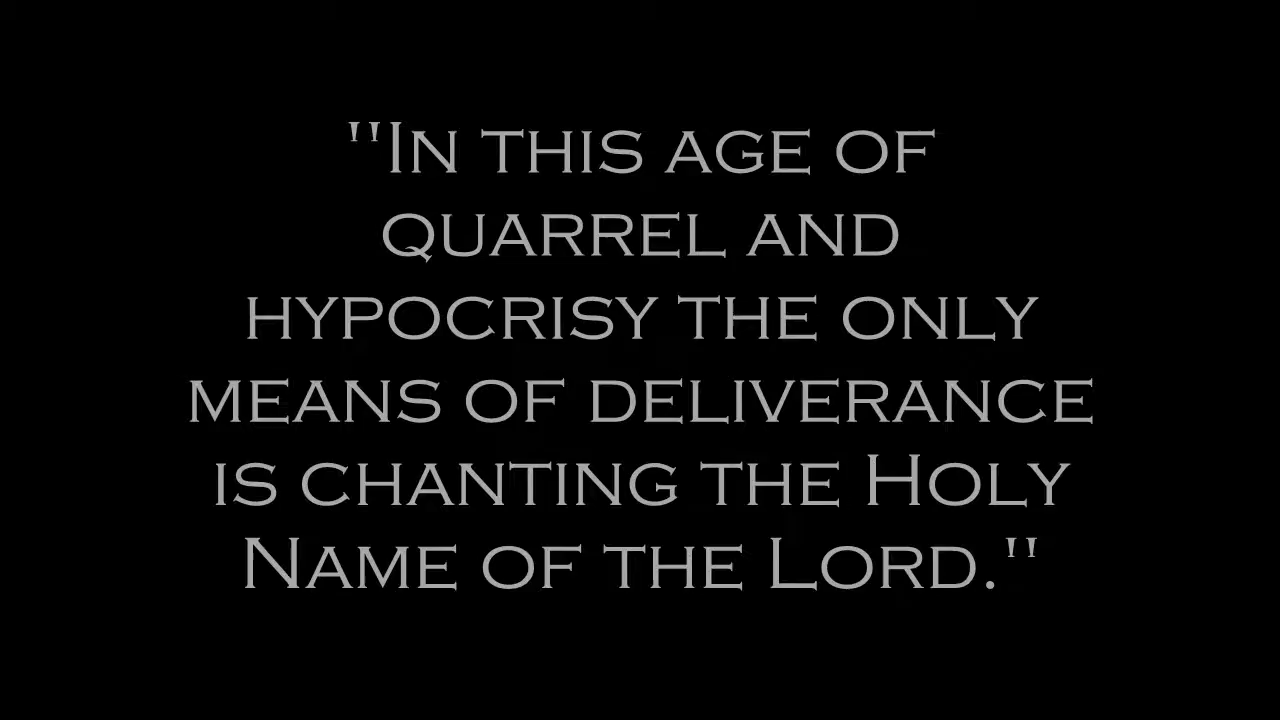 "In this age of
quarrel and
hypocrisy the only
means of deliverance
is chanting the Holy
Name of the Lord."